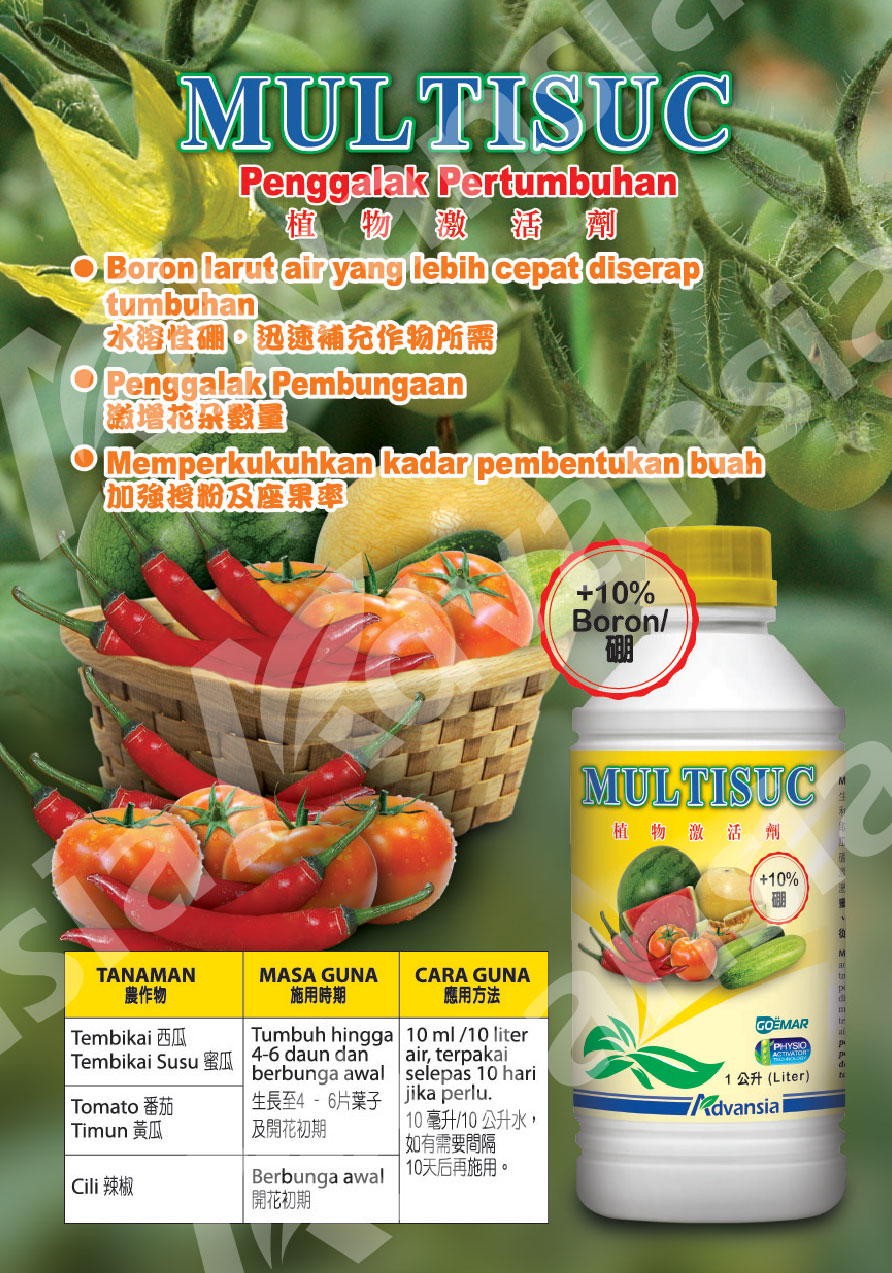 MULTISUC
Penggalak Pertumbuhan
植物激活劑
● Boron larut air yang lebih cepat diserap
tumbuhan
水溶性硼，迅速補充作物所需
● Penggalak Pembungaan
激增花朵數量
● Memperkukuhkan kadar pembentukan buah
加強授粉及座果率
+10%
Boron/
硼
MULTISUC
植物激活劑
+10%
硼
GOËMAR
PHYSIO
ACTIVATOR
TECHNOLOGY
1 公升 (Liter)
Advansia
TANAMAN
農作物
MASA GUNA
施用時期
CARA GUNA
應用方法
Tembikai 西瓜
Tembikai Susu 蜜瓜
Tumbuh hingga
4-6 daun dan
berbunga awal
生長至4 - 6片葉子
及開花初期
10 ml /10 liter
air, terpakai
selepas 10 hari
jika perlu.
10 毫升/10 公升水，
如有需要間隔
10天后再施用。
Tomato 番茄
Timun 黃瓜
Cili 辣椒
Berbunga awal
開花初期